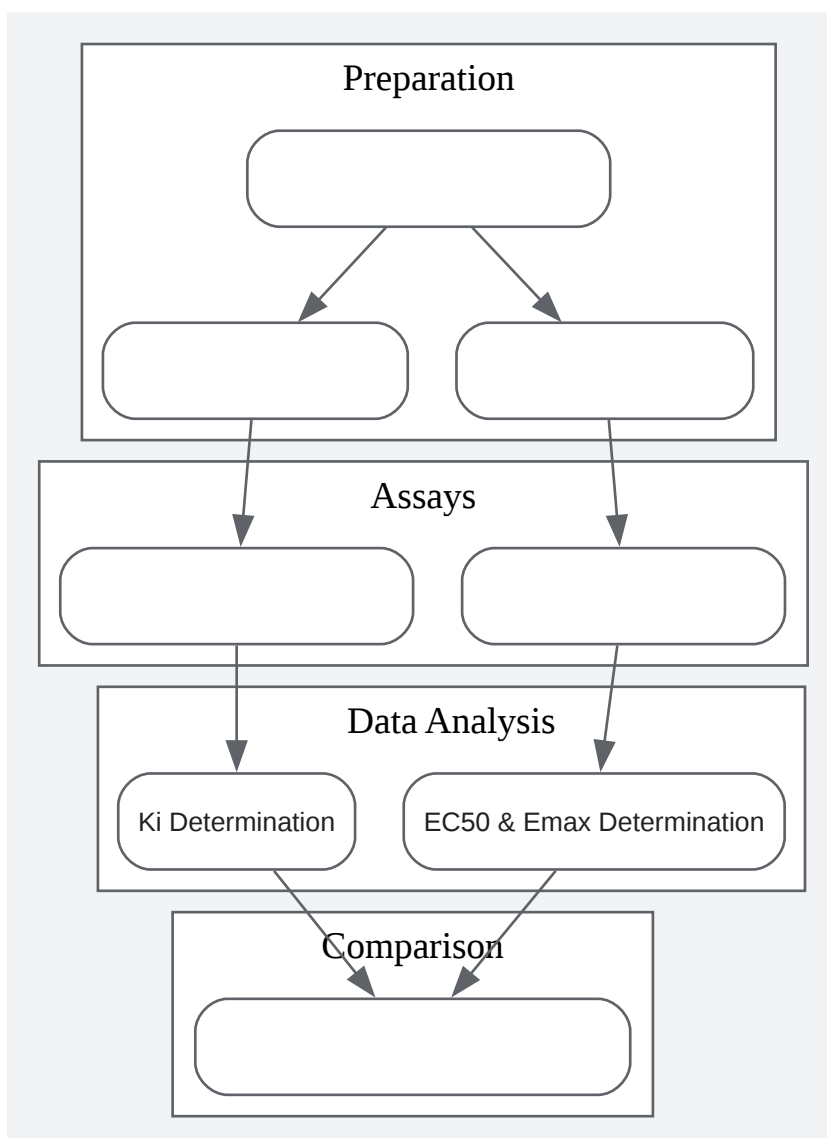 Preparation
Assays
Data Analysis
Ki Determination
EC50 & Emax Determination
Comparison